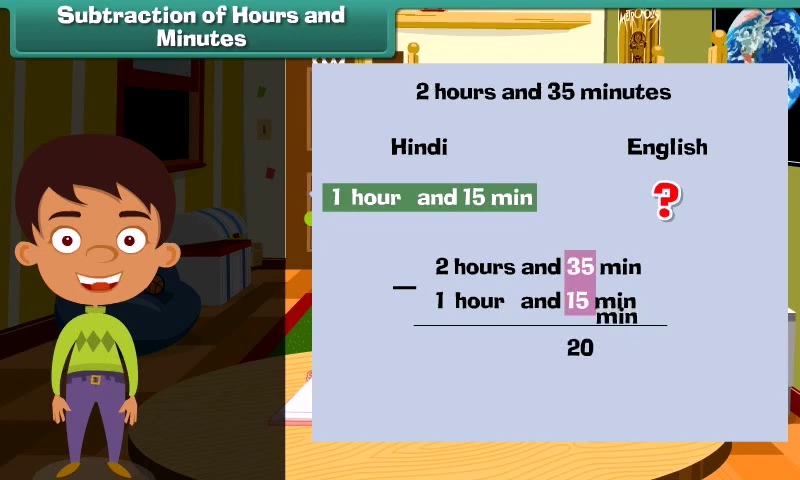 Subtraction of Hours and
Minutes
METROPOLIS
2 hours and 35 minutes
Hindi English
1 hour and 15 min ?
2 hours and 35 min
— 1 hour and 15 min
min
20